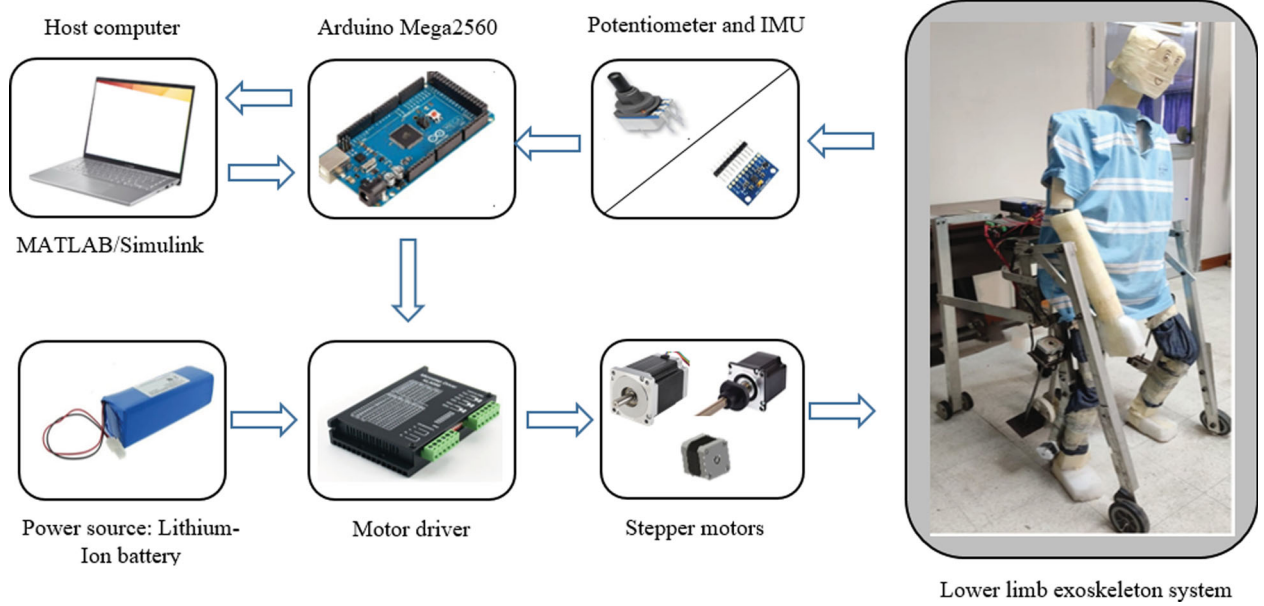 Host computer
Arduino Mega2560
Potentiometer and IMU
MATLAB/Simulink
Power source: Lithium-
Ion battery
Motor driver
Stepper motors
Lower limb exoskeleton system